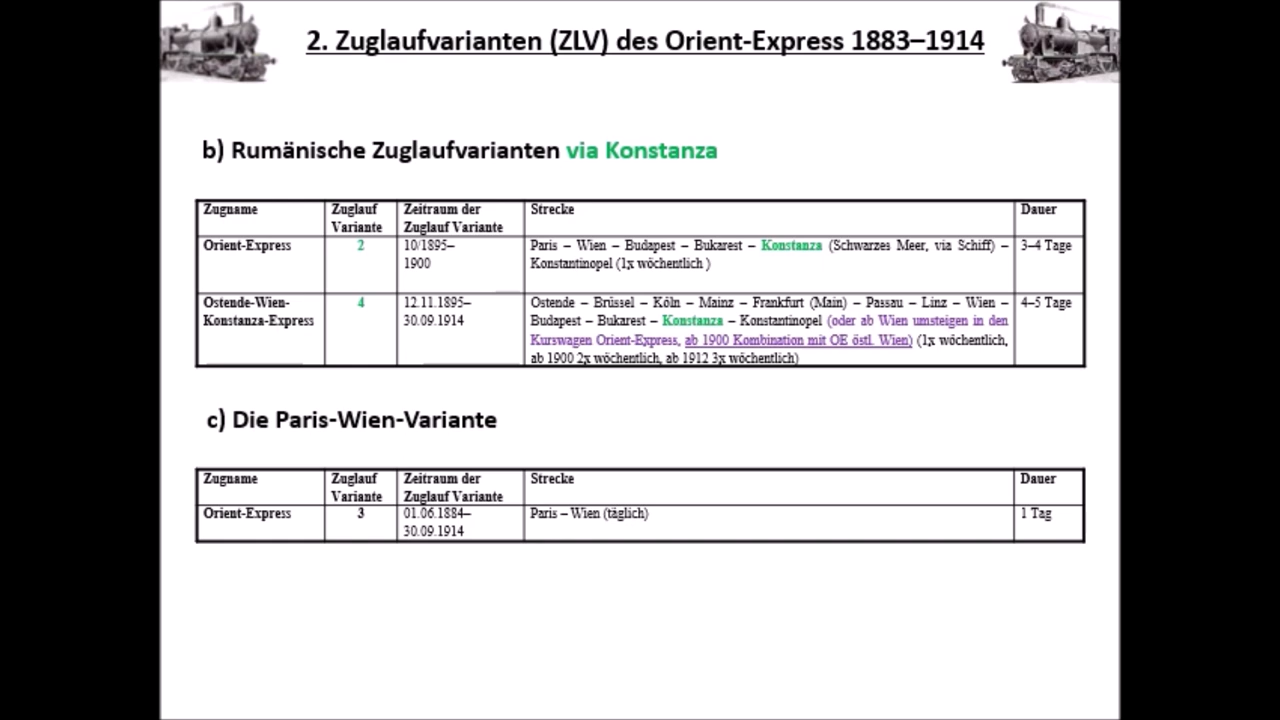 2. Zuglaufvarianten (ZLV) des Orient-Express 1883–1914
b) Rumänische Zuglaufvarianten via Konstanza
Zugname Zuglauf Variante Zeitraum der Zuglauf Variante Strecke Dauer
Orient-Express 2 10/1895– 1900 Paris – Wien – Budapest – Bukarest – Konstanza (Schwarzes Meer, via Schiff) –
Konstantinopel (1x wöchentlich ) 3–4 Tage
Ostende-Wien-
Konstanza-Express 4 12.11.1895–
30.09.1914 Ostende – Brüssel – Köln – Mainz – Frankfurt (Main) – Passau – Linz – Wien –
Budapest – Bukarest – Konstanza – Konstantinopel (oder ab Wien umsteigen in den
Kurswagen Orient-Express, ab 1900 Kombination mit OE östl. Wien) (1x wöchentlich,
ab 1900 2x wöchentlich, ab 1912 3x wöchentlich) 4–5 Tage
c) Die Paris-Wien-Variante
Zugname Zuglauf Variante Zeitraum der Zuglauf Variante Strecke Dauer
Orient-Express 3 01.06.1884–
30.09.1914 Paris – Wien (täglich) 1 Tag